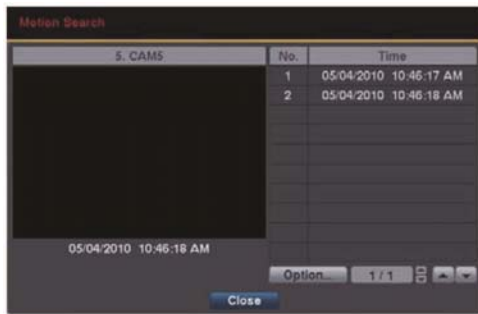 Motion Search
5. CAM5
No. Time
1 05/04/2010 10:46:17 AM
2 05/04/2010 10:46:18 AM
05/04/2010 10:46:18 AM
Option... 1 / 1
Close